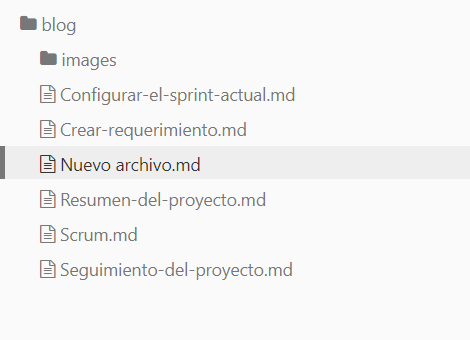 blog
images
Configurar-el-sprint-actual.md
Crear-requerimiento.md
Nuevo archivo.md
Resumen-del-proyecto.md
Scrum.md
Seguimiento-del-proyecto.md